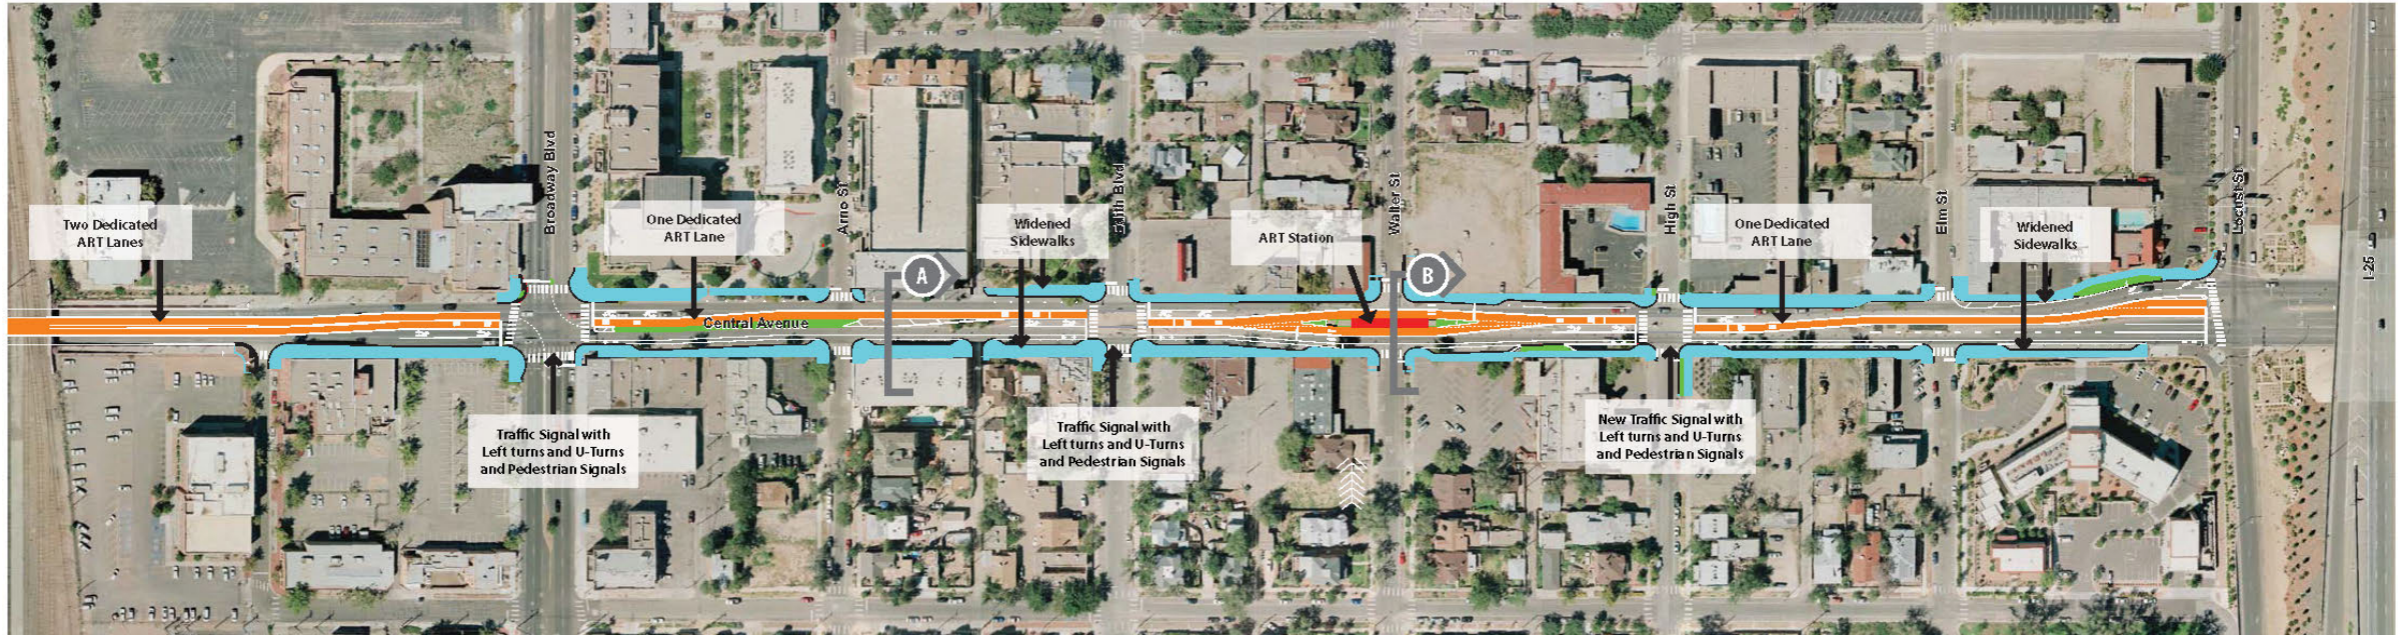 Two Dedicated
ART Lanes
Broadway Blvd
One Dedicated
ART Lane
Arno St
Widened
Sidewalks
Edith Blvd
ART Station
Walter St
High St
One Dedicated
ART Lane
Elm St
Widened
Sidewalks
Locust St
I-25
A
B
Central Avenue
Traffic Signal with
Left turns and U-Turns
and Pedestrian Signals
Traffic Signal with
Left turns and U-Turns
and Pedestrian Signals
New Traffic Signal with
Left turns and U-Turns
and Pedestrian Signals